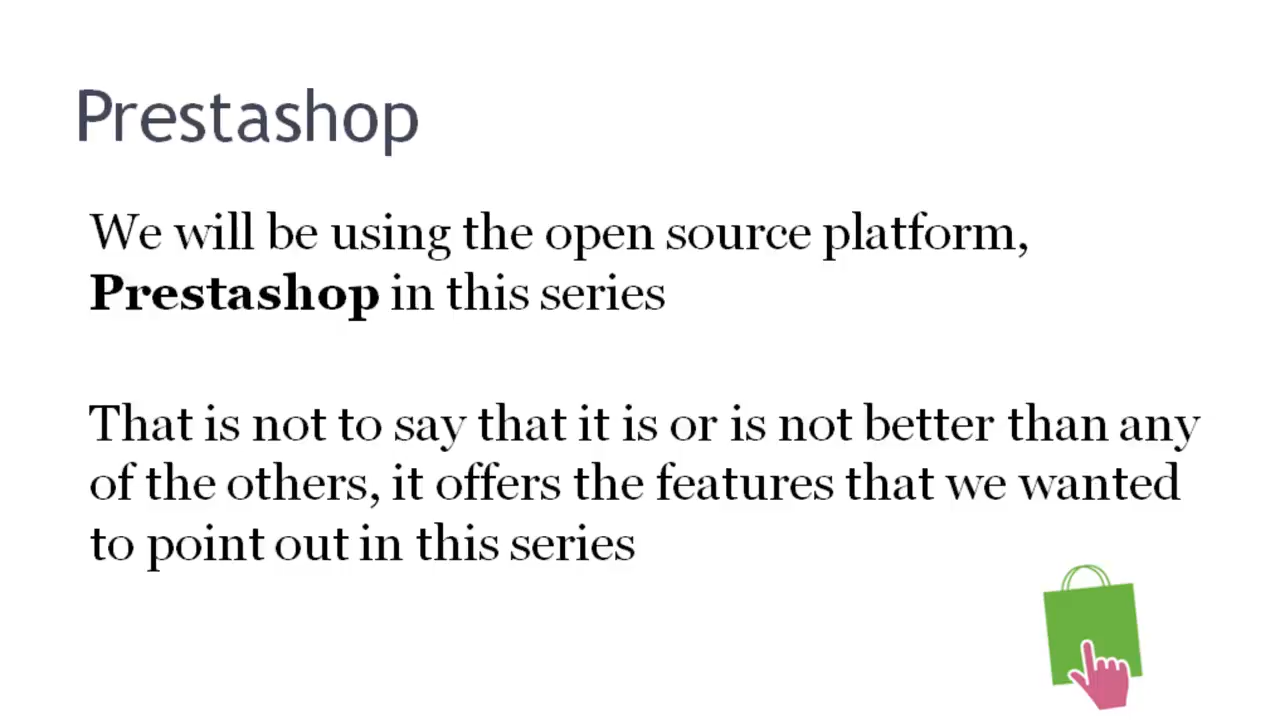 Prestashop
We will be using the open source platform,
Prestashop in this series
That is not to say that it is or is not better than any
of the others, it offers the features that we wanted
to point out in this series